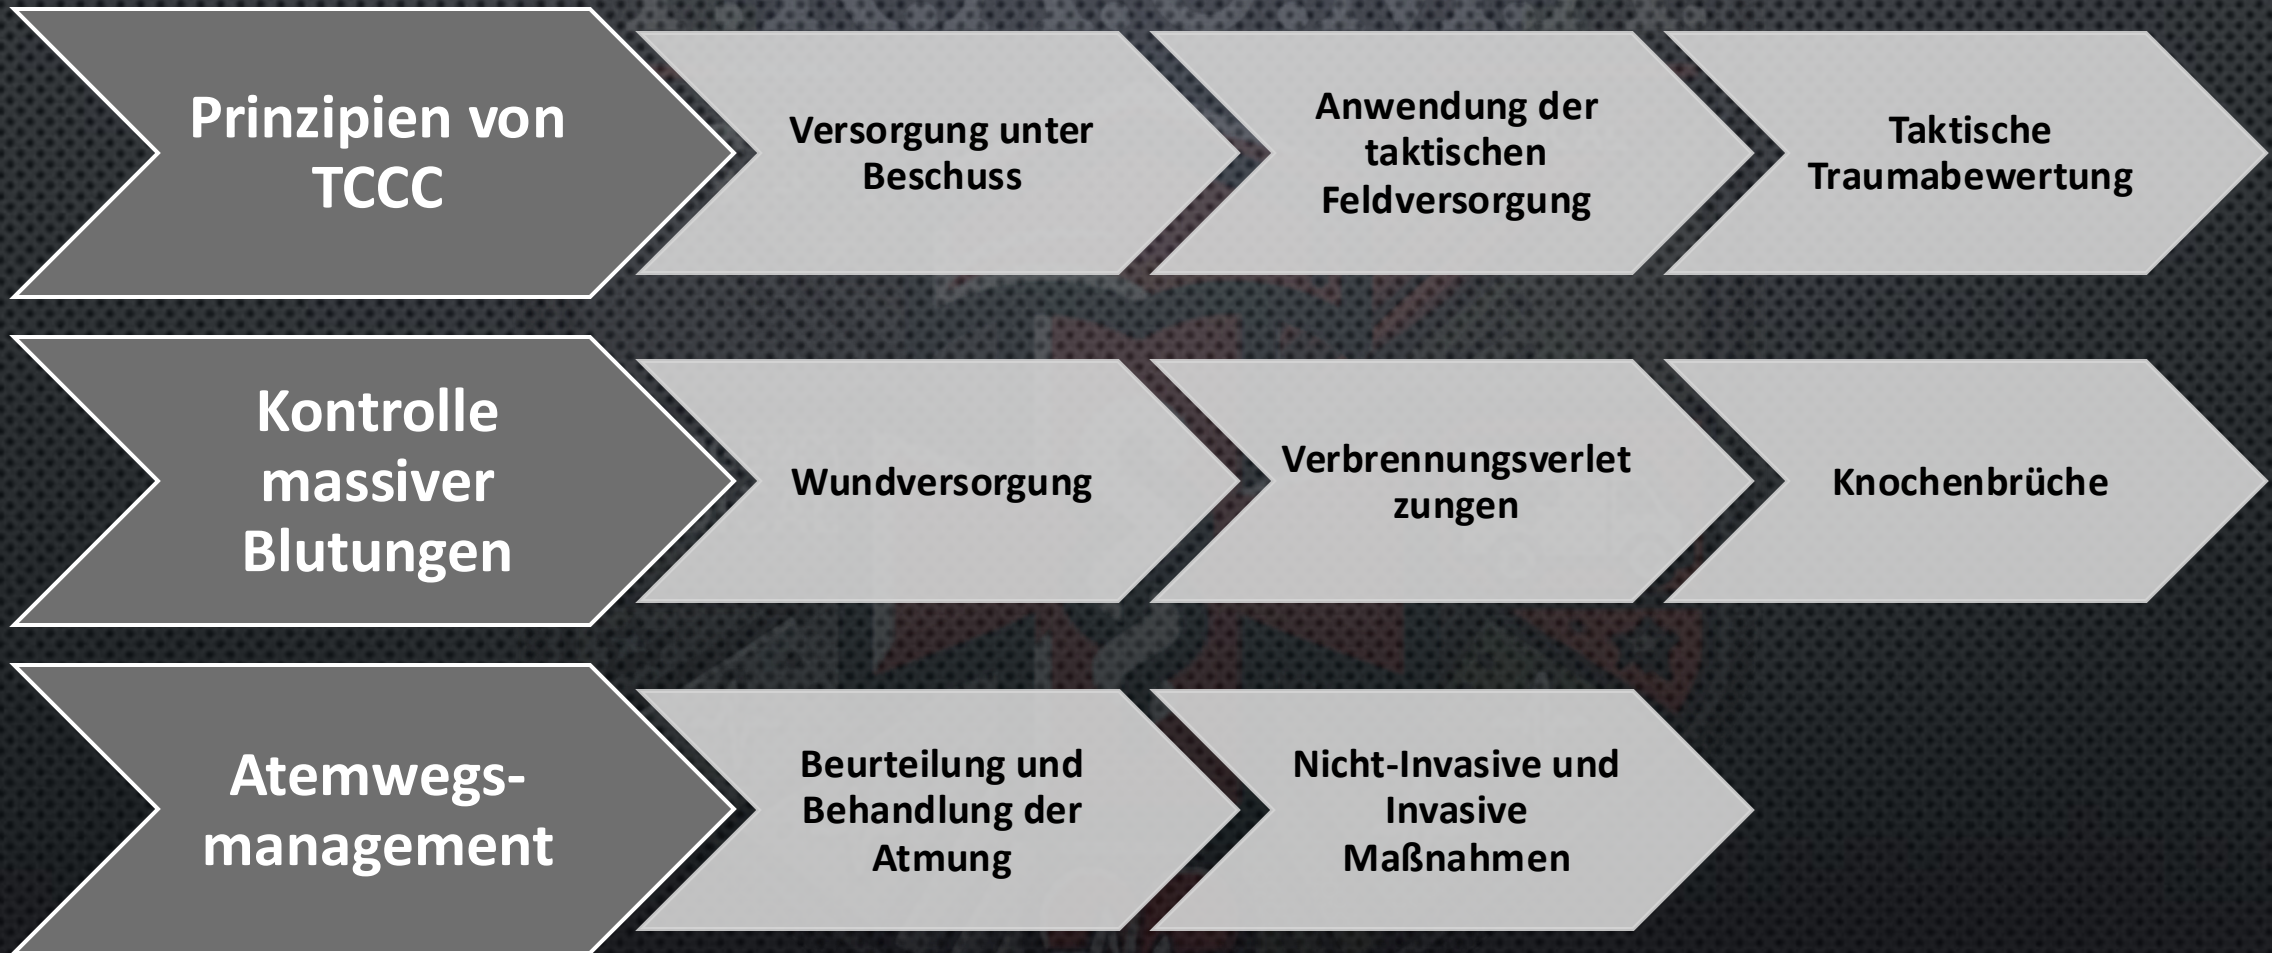 Prinzipien von
TCCC
Versorgung unter
Beschuss
Anwendung der
taktischen
Feldversorgung
Taktische
Traumabewertung
Kontrolle
massiver
Blutungen
Wundversorgung
Verbrennungsverlet
zungen
Knochenbrüche
Atemwegs-
management
Beurteilung und
Behandlung der
Atmung
Nicht-Invasive und
Invasive
Maßnahmen